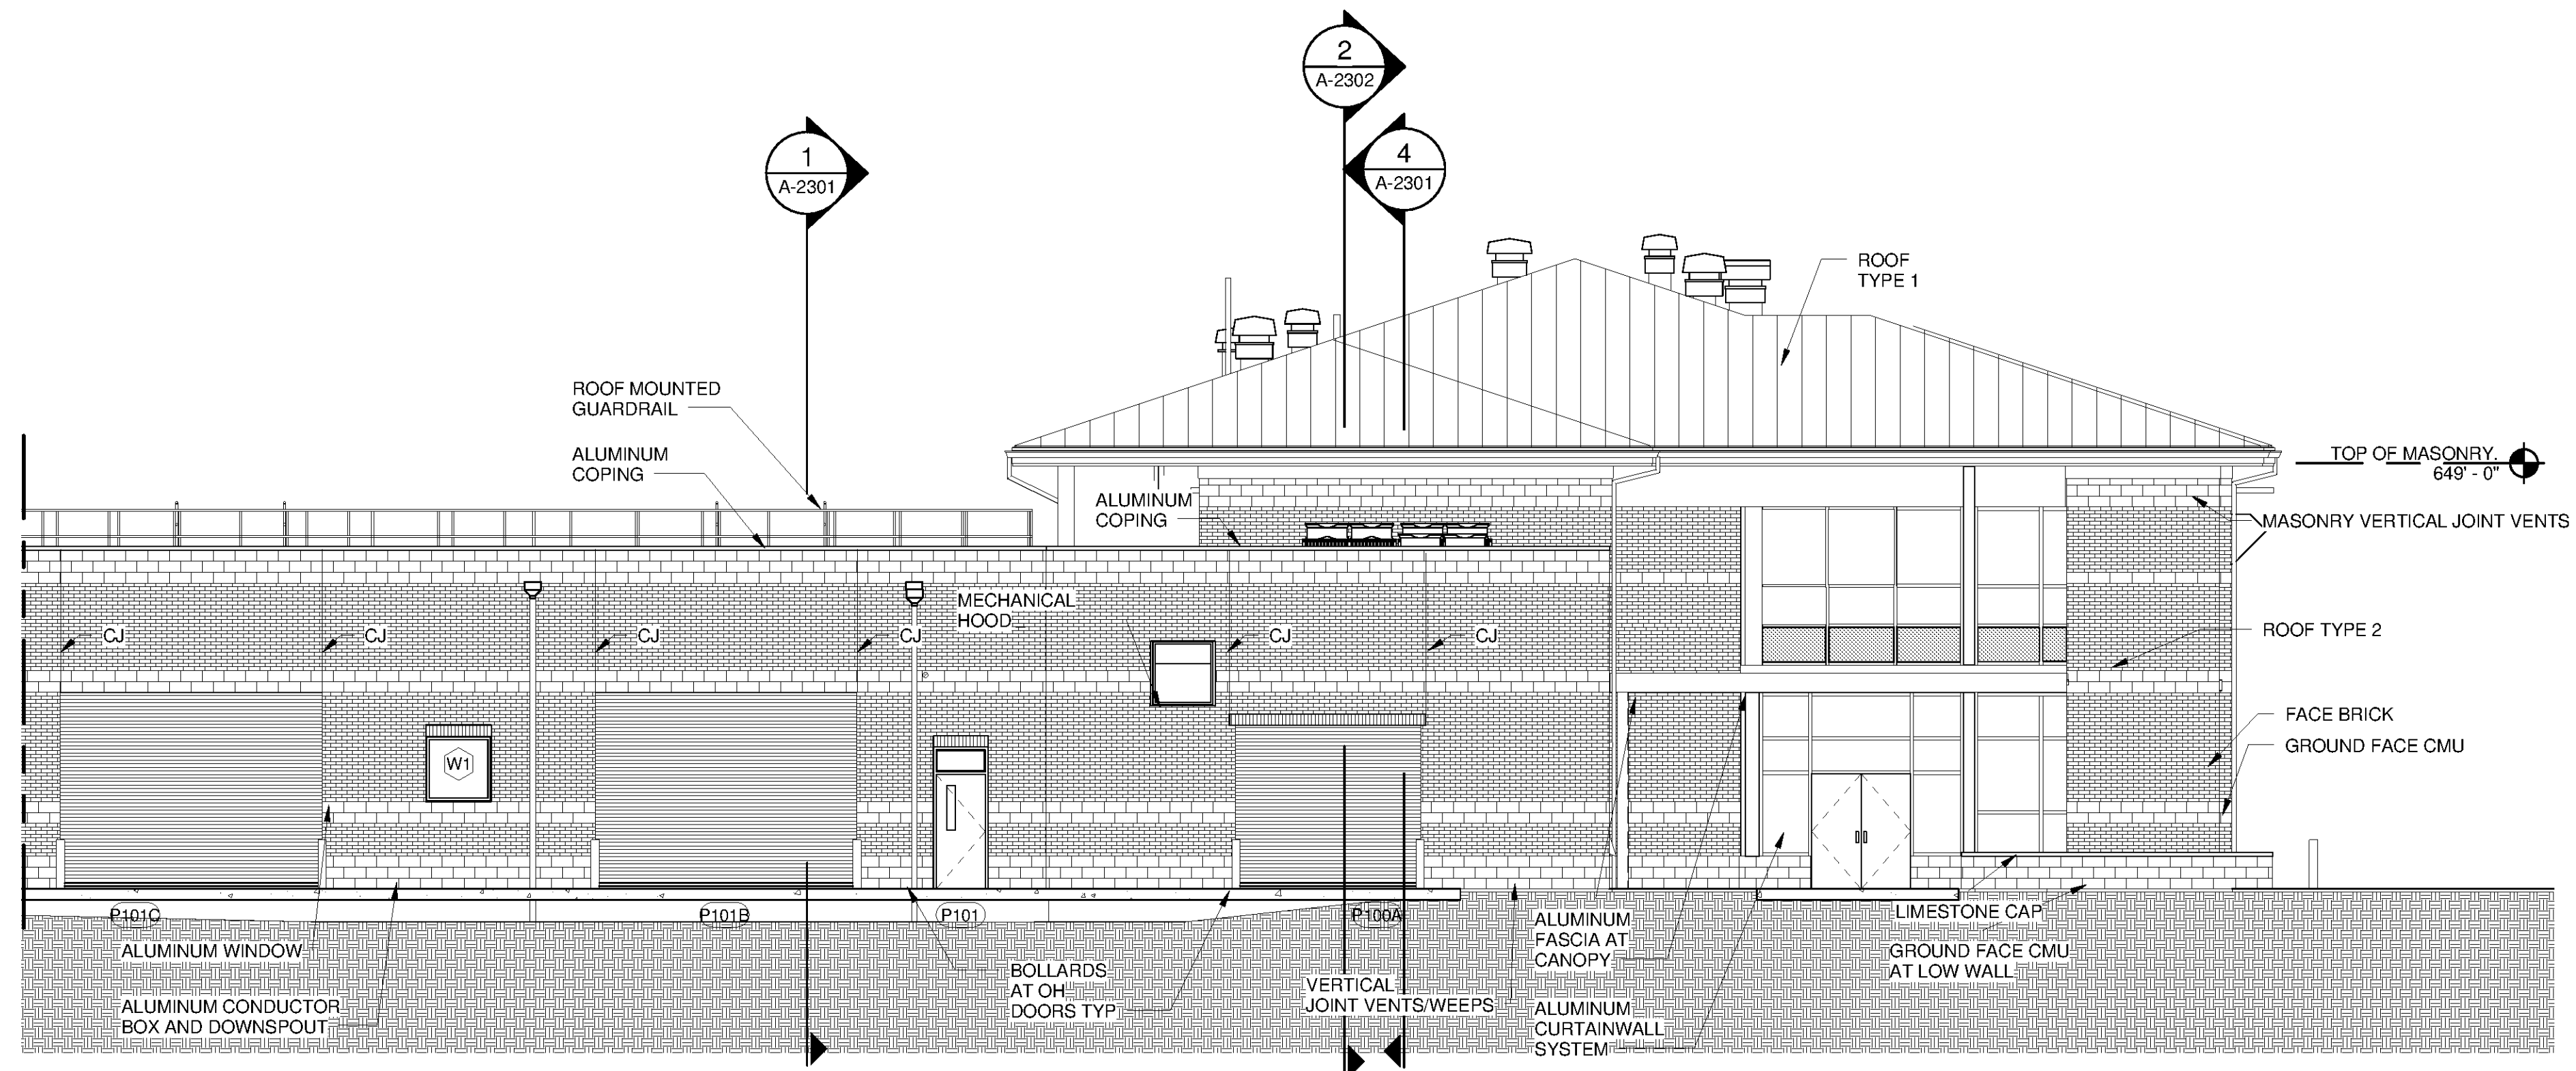 2
A-2302
1
A-2301
4
A-2301
ROOF
TYPE 1
ROOF MOUNTED
GUARDRAIL
ALUMINUM
COPING
TOP OF MASONRY.
649' - 0"
ALUMINUM
COPING
MASONRY VERTICAL JOINT VENTS
MECHANICAL
HOOD
CJ
CJ
CJ
CJ
CJ
CJ
ROOF TYPE 2
FACE BRICK
GROUND FACE CMU
W1
P101C
P101B
P101
P100A
ALUMINUM WINDOW
ALUMINUM CONDUCTOR
BOX AND DOWNSPOUT
BOLLARDS
AT OH
DOORS TYP
VERTICAL
JOINT VENTS/WEEPS
ALUMINUM
FASCIA AT
CANOPY
ALUMINUM
CURTAINWALL
SYSTEM
LIMESTONE CAP
GROUND FACE CMU
AT LOW WALL